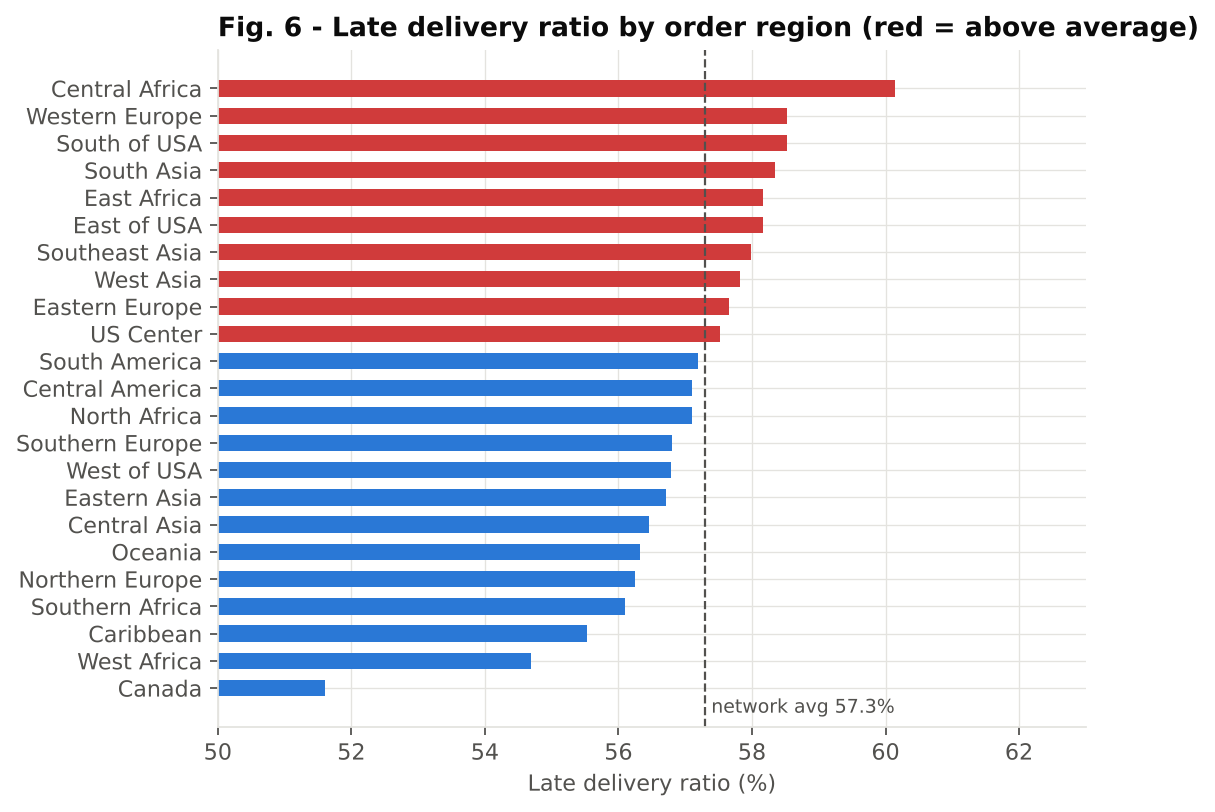 Fig. 6 - Late delivery ratio by order region (red = above average)
Central Africa
Western Europe
South of USA
South Asia
East Africa
East of USA
Southeast Asia
West Asia
Eastern Europe
US Center
South America
Central America
North Africa
Southern Europe
West of USA
Eastern Asia
Central Asia
Oceania
Northern Europe
Southern Africa
Caribbean
West Africa
Canada
network avg 57.3%
50 52 54 56 58 60 62
Late delivery ratio (%)